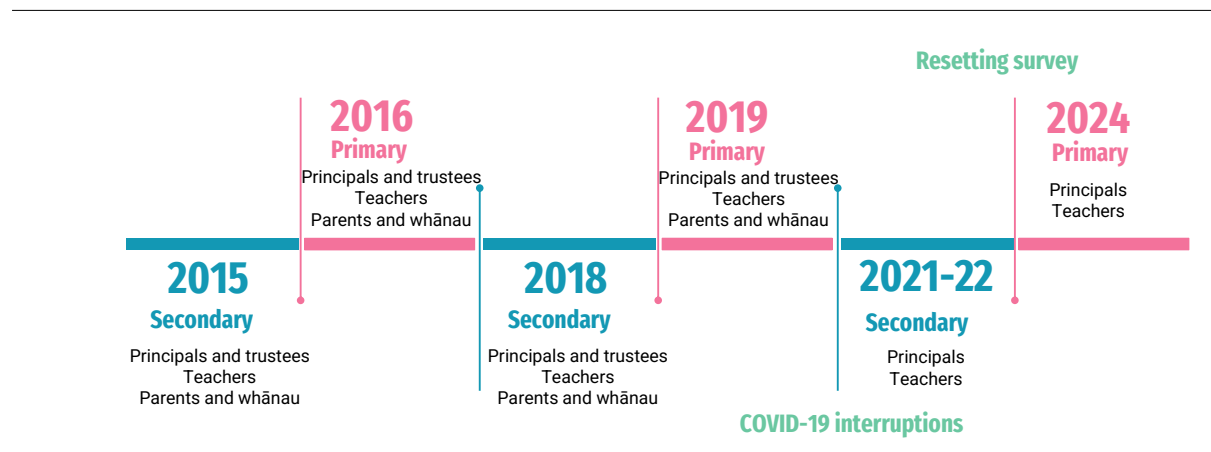 Resetting survey
2016
Primary
Principals and trustees
Teachers
Parents and whānau
2019
Primary
Principals and trustees
Teachers
Parents and whānau
2024
Primary
Principals
Teachers
2015
Secondary
Principals and trustees
Teachers
Parents and whānau
2018
Secondary
Principals and trustees
Teachers
Parents and whānau
2021-22
Secondary
Principals
Teachers
COVID-19 interruptions